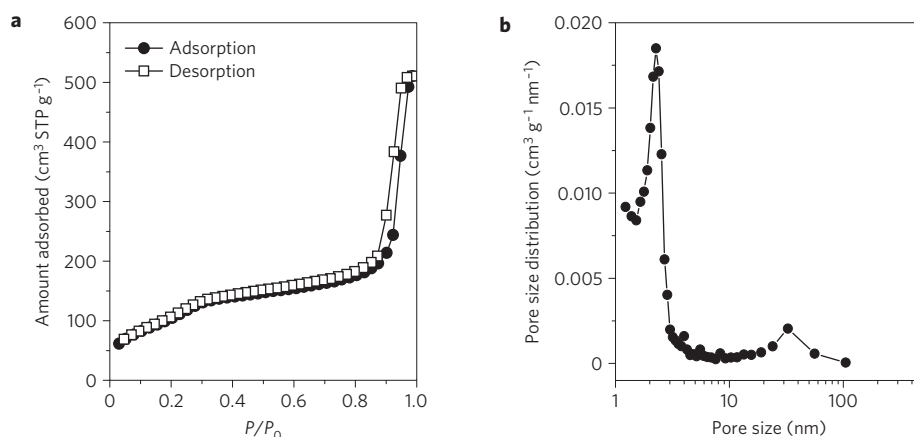 a
600
500
400
300
200
100
0
Adsorption
Desorption
Amount adsorbed (cm³ STP g⁻¹)
0 0.2 0.4 0.6 0.8 1.0
P/P₀
b
0.020
0.015
0.010
0.005
0
Pore size distribution (cm³ g⁻¹ nm⁻¹)
1 10 100
Pore size (nm)